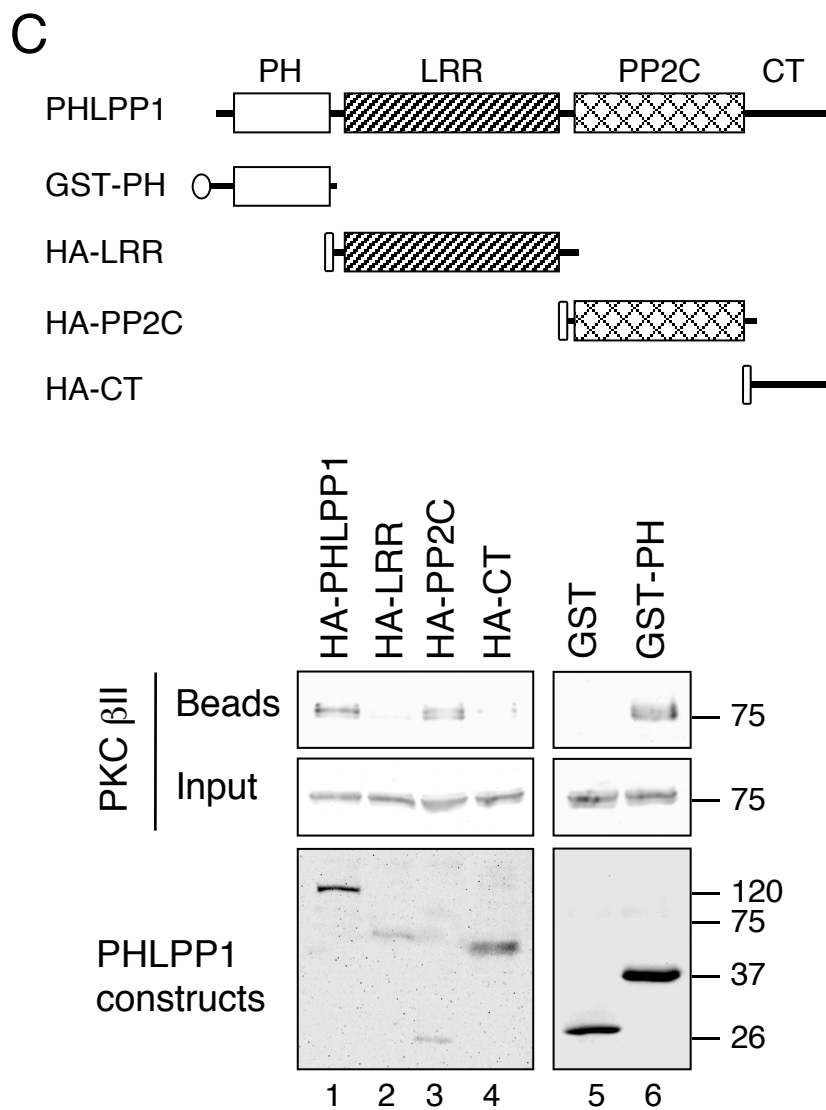 C
PH LRR PP2C CT
PHLPP1
GST-PH
HA-LRR
HA-PP2C
HA-CT
HA-PHLPP1
HA-LRR
HA-PP2C
HA-CT
GST
GST-PH
PKC βII
Beads 75
Input 75
PHLPP1
constructs
120
75
37
26
1 2 3 4 5 6